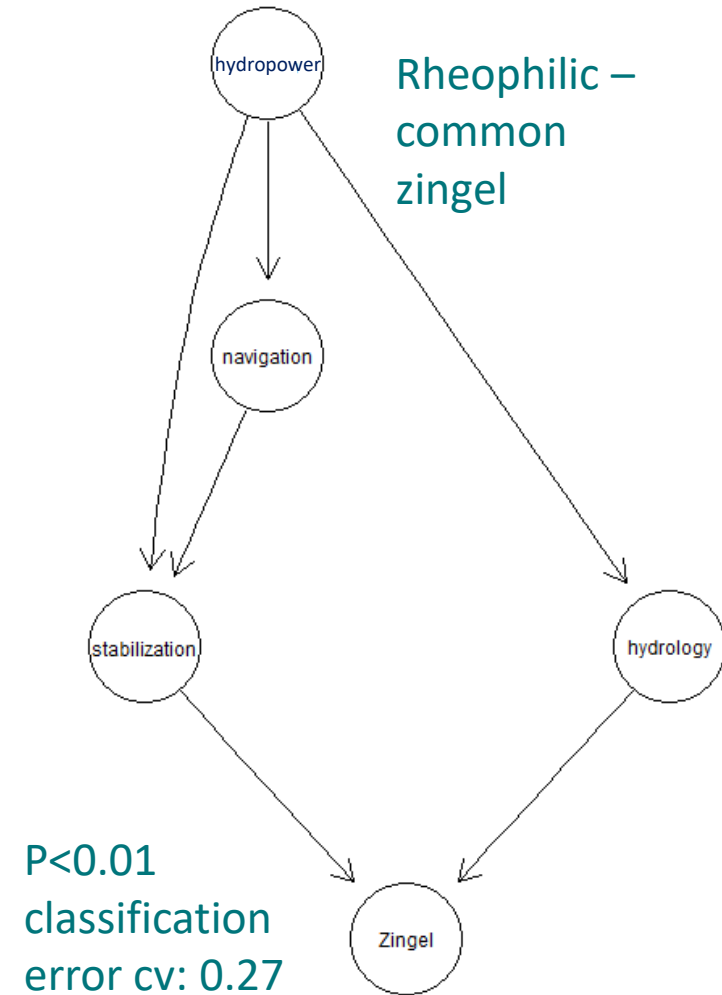 hydropower
Rheophilic –
common
zingel
navigation
stabilization
hydrology
P<0.01
classification
error cv: 0.27
Zingel